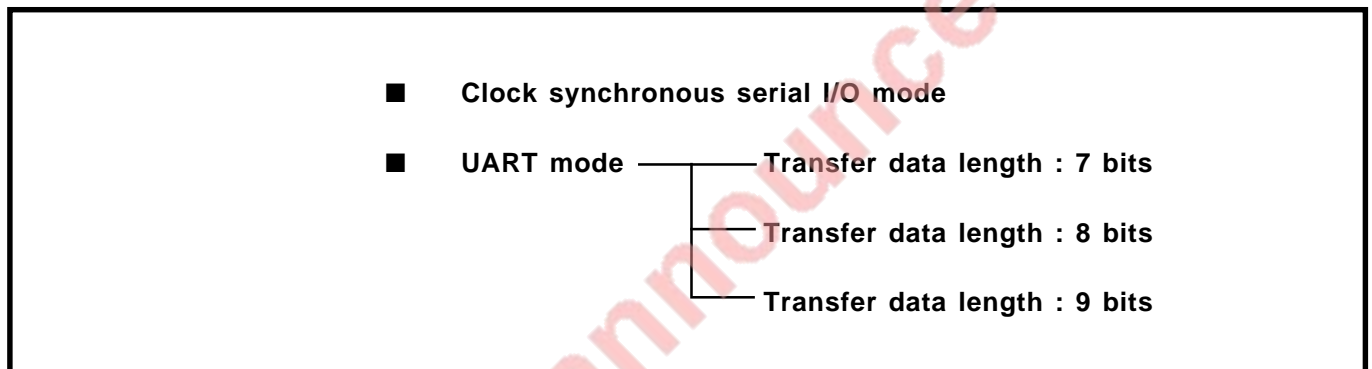 ■ Clock synchronous serial I/O mode
■ UART mode Transfer data length : 7 bits
Transfer data length : 8 bits
Transfer data length : 9 bits
announce